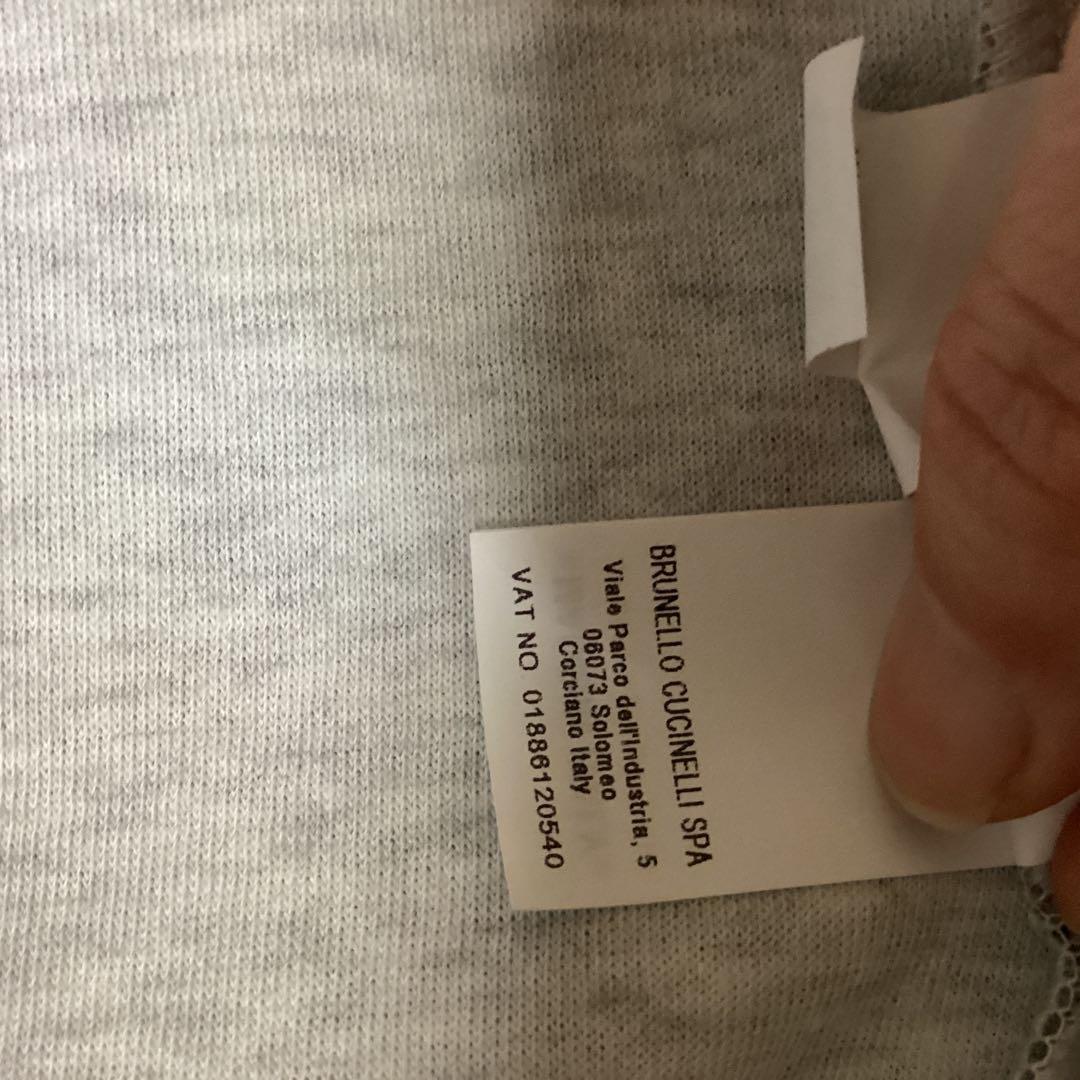 BRUNELLO CUCINELLI SPA
Viale Parco dell'Industria, 5
06073 Solomeo
Corciano Italy
VAT NO 01886120540